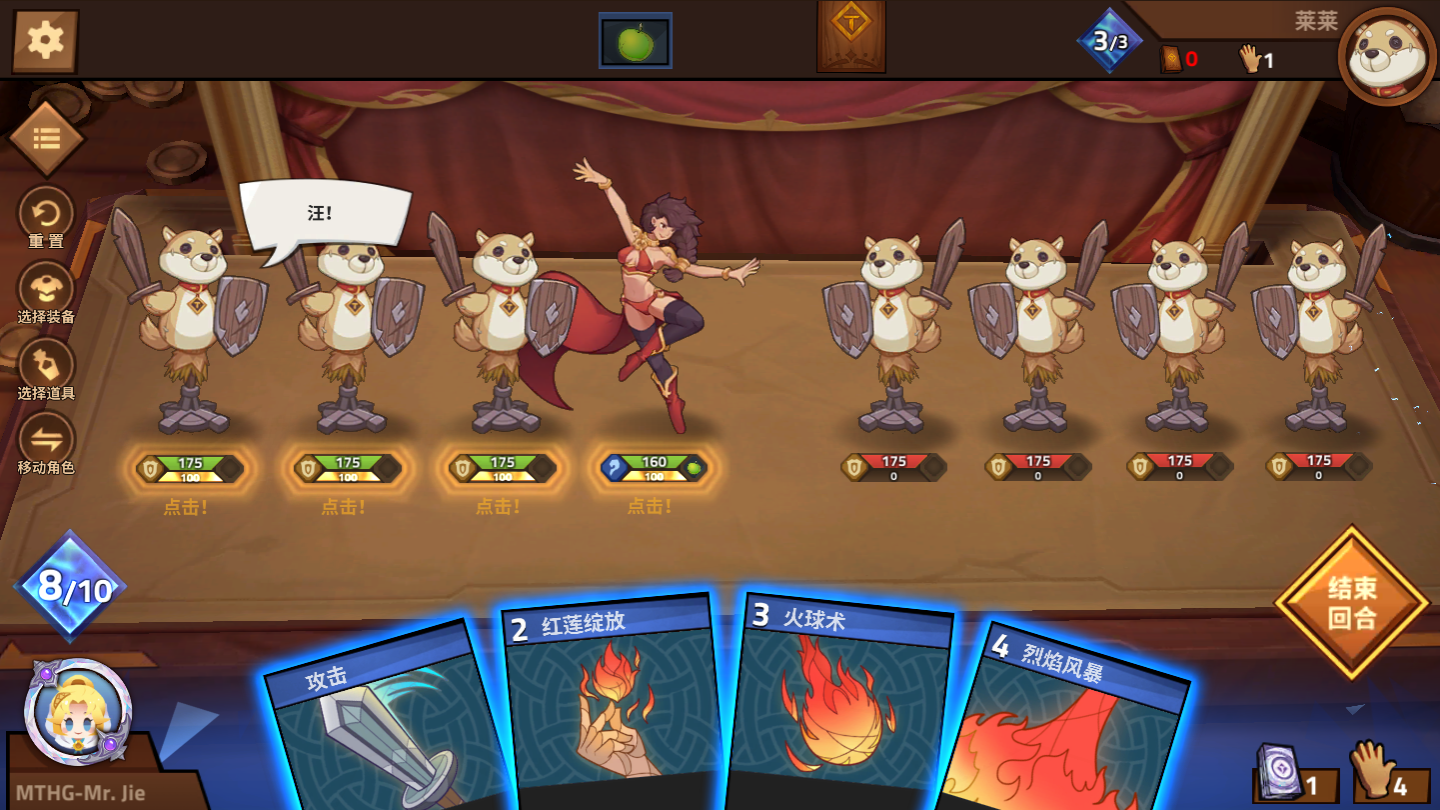 莱莱
3/3
0
1
汪!
重置
选择装备
选择道具
移动角色
175
100
175
100
175
100
160
100
175
0
175
0
175
0
175
0
点击!
点击!
点击!
点击!
8/10
结束
回合
攻击
2 红莲绽放
3 火球术
4 烈焰风暴
MTHG-Mr. Jie
1
4